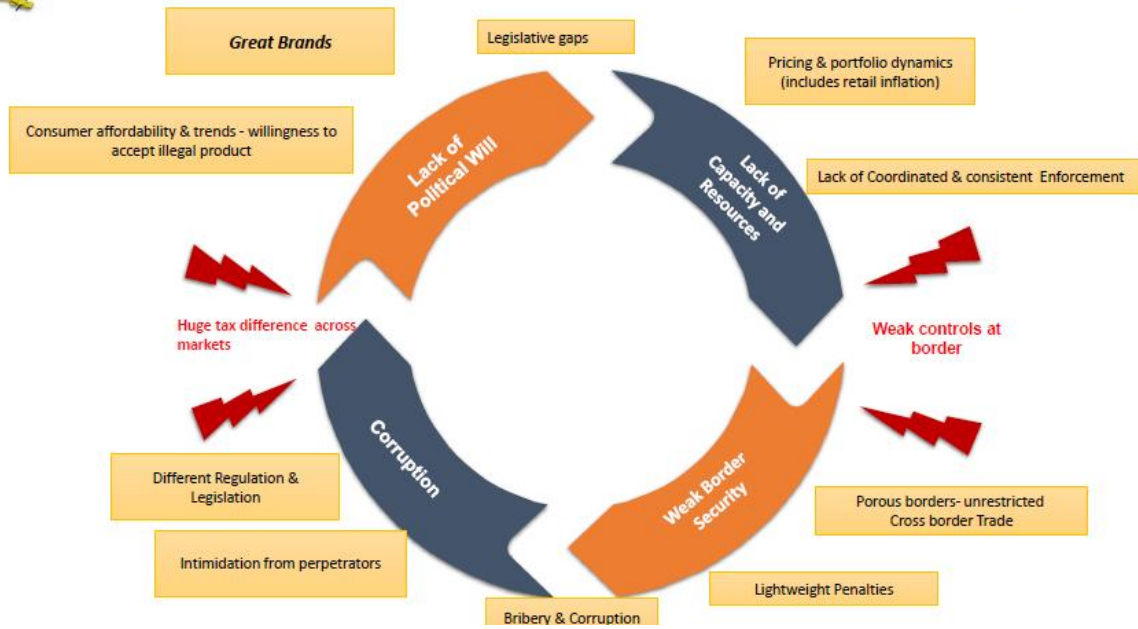 Great Brands
Legislative gaps
Pricing & portfolio dynamics
(includes retail inflation)
Consumer affordability & trends - willingness to
accept illegal product
Lack of
Political Will
Lack of
Capacity and
Resources
Lack of Coordinated & consistent Enforcement
Huge tax difference across
markets
Weak controls at
border
Corruption
Weak Border
Security
Different Regulation &
Legislation
Porous borders- unrestricted
Cross border Trade
Intimidation from perpetrators
Lightweight Penalties
Bribery & Corruption